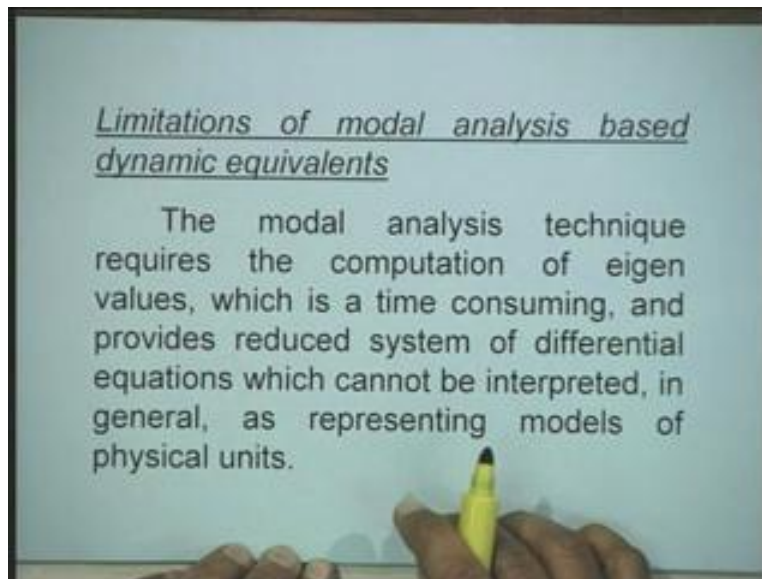 Limitations of modal analysis based
dynamic equivalents
The modal analysis technique
requires the computation of eigen
values, which is a time consuming, and
provides reduced system of differential
equations which cannot be interpreted, in
general, as representing models of
physical units.